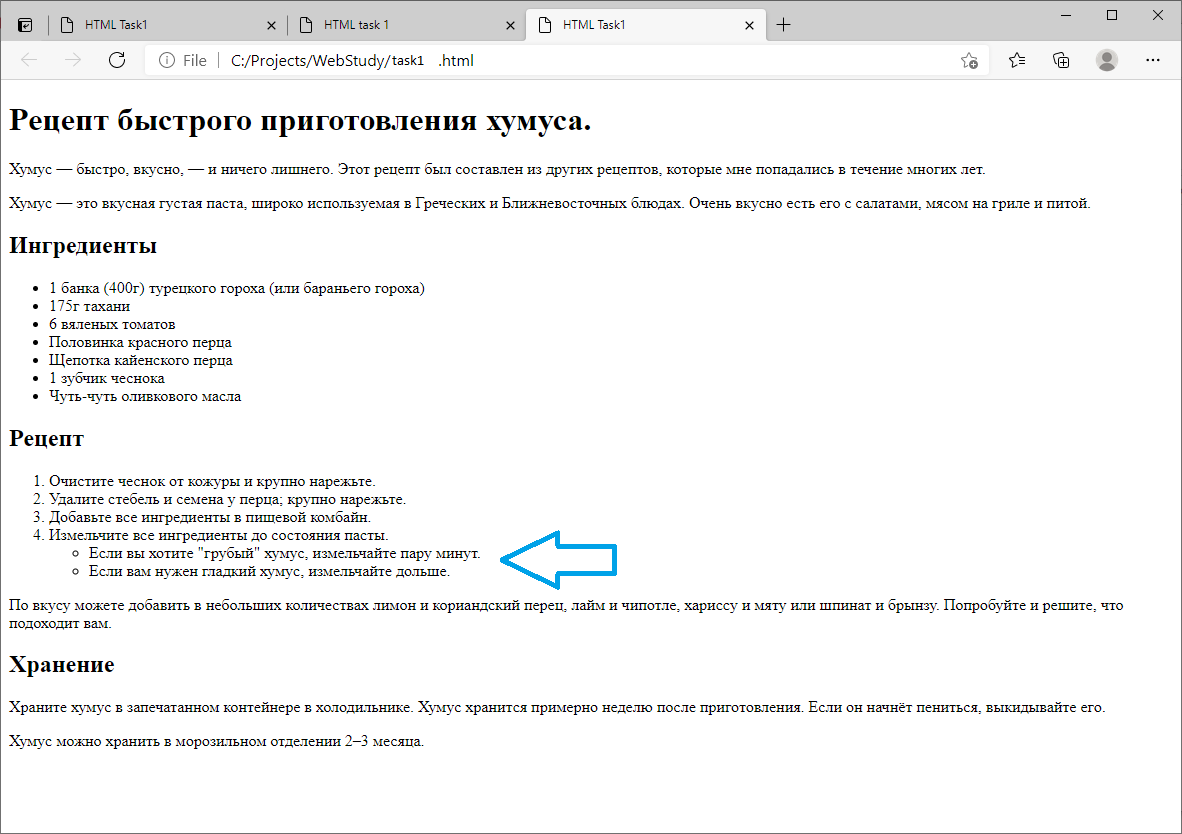 HTML Task1
HTML task 1
HTML Task1
File
C:/Projects/WebStudy/task1 .html
Рецепт быстрого приготовления хумуса.
Хумус — быстро, вкусно, — и ничего лишнего. Этот рецепт был составлен из других рецептов, которые мне попадались в течение многих лет.
Хумус — это вкусная густая паста, широко используемая в Греческих и Ближневосточных блюдах. Очень вкусно есть его с салатами, мясом на гриле и питой.
Ингредиенты
• 1 банка (400г) турецкого гороха (или бараньего гороха)
• 175г тахани
• 6 вяленых томатов
• Половинка красного перца
• Щепотка кайенского перца
• 1 зубчик чеснока
• Чуть-чуть оливкового масла
Рецепт
1. Очистите чеснок от кожуры и крупно нарежьте.
2. Удалите стебель и семена у перца; крупно нарежьте.
3. Добавьте все ингредиенты в пищевой комбайн.
4. Измельчите все ингредиенты до состояния пасты.
◦ Если вы хотите "грубый" хумус, измельчайте пару минут.
◦ Если вам нужен гладкий хумус, измельчайте дольше.
По вкусу можете добавить в небольших количествах лимон и кориандский перец, лайм и чипотле, хариссу и мяту или шпинат и брынзу. Попробуйте и решите, что
подоходит вам.
Хранение
Храните хумус в запечатанном контейнере в холодильнике. Хумус хранится примерно неделю после приготовления. Если он начнёт пениться, выкидывайте его.
Хумус можно хранить в морозильном отделении 2–3 месяца.